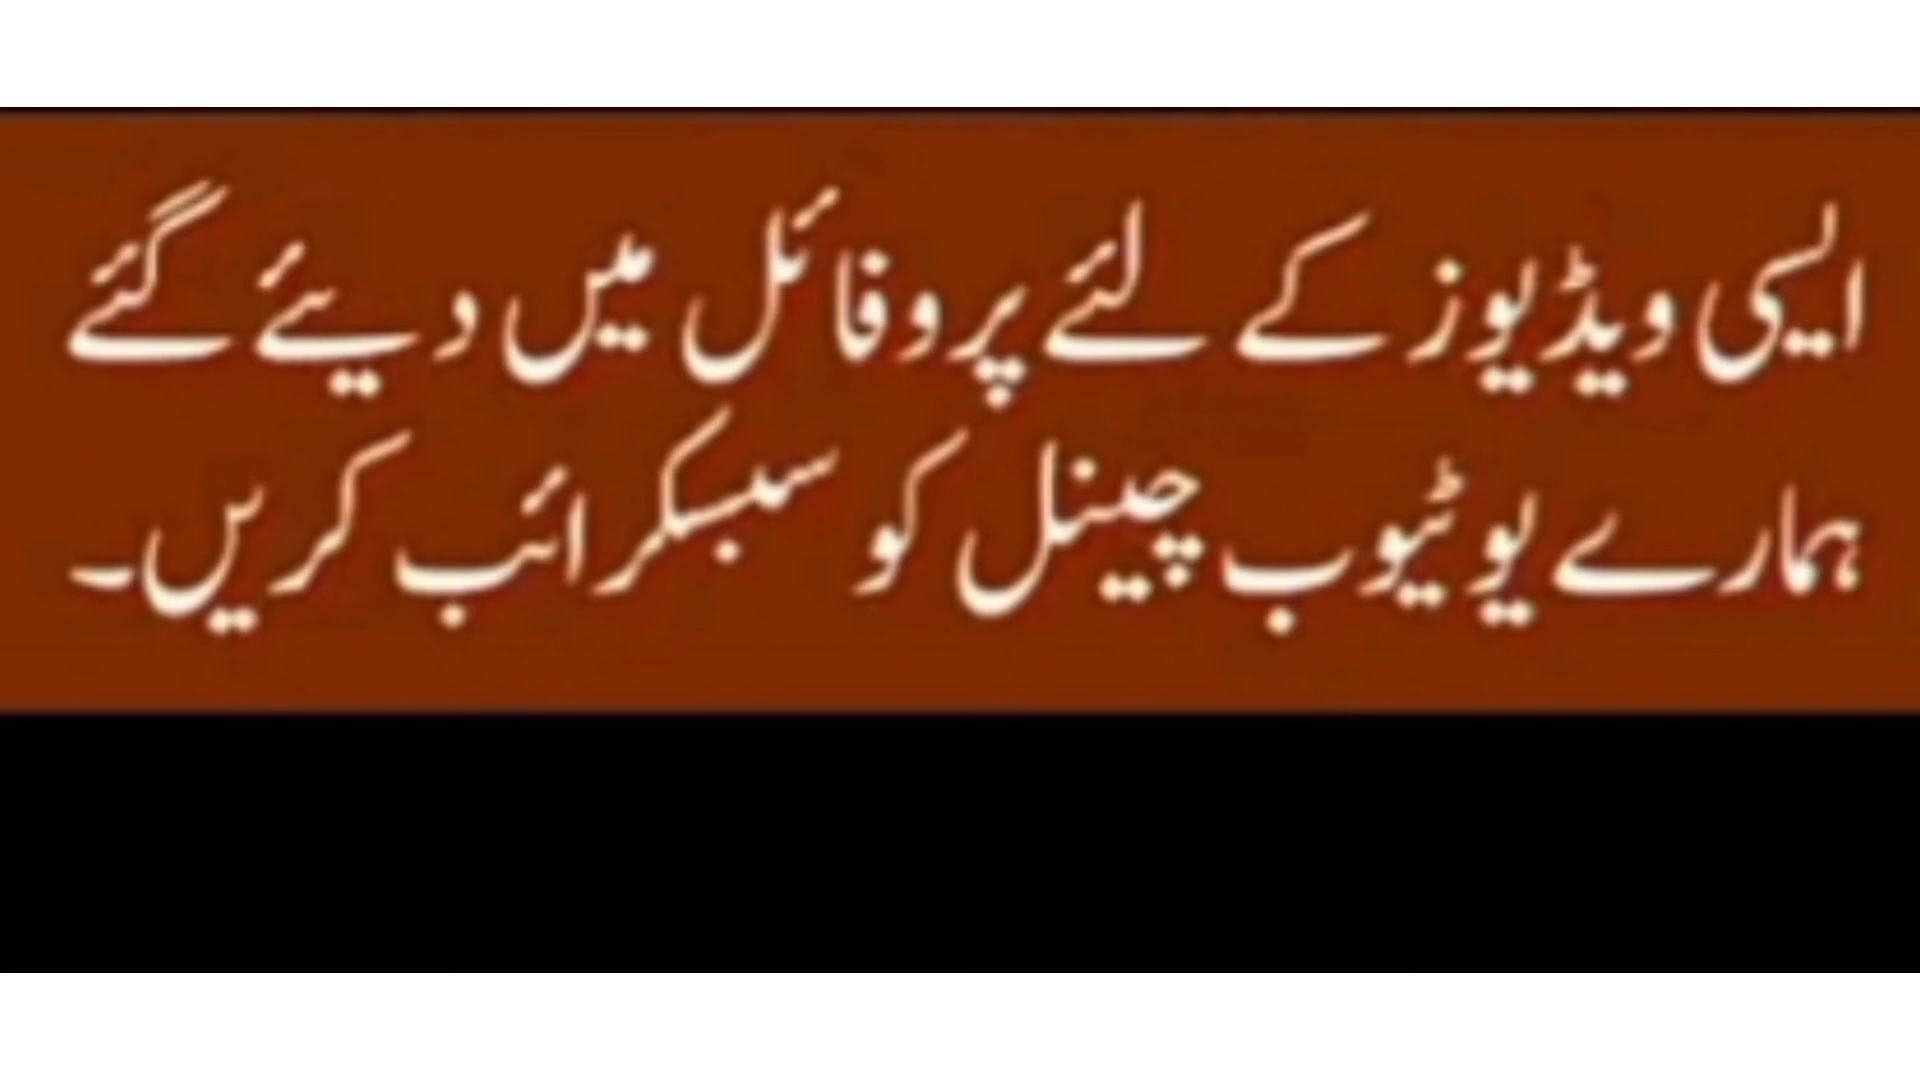 ایسی ویڈیوز کے لئے پروفائل میں دیئے گئے
ہمارے یوٹیوب چینل کو سبسکرائب کریں۔